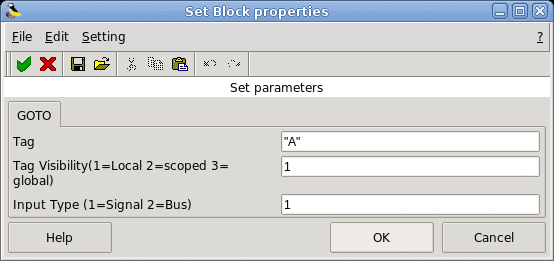 Set Block properties
File Edit Setting ?
Set parameters
GOTO
Tag "A"
Tag Visibility(1=Local 2=scoped 3=
global) 1
Input Type (1=Signal 2=Bus) 1
Help OK Cancel